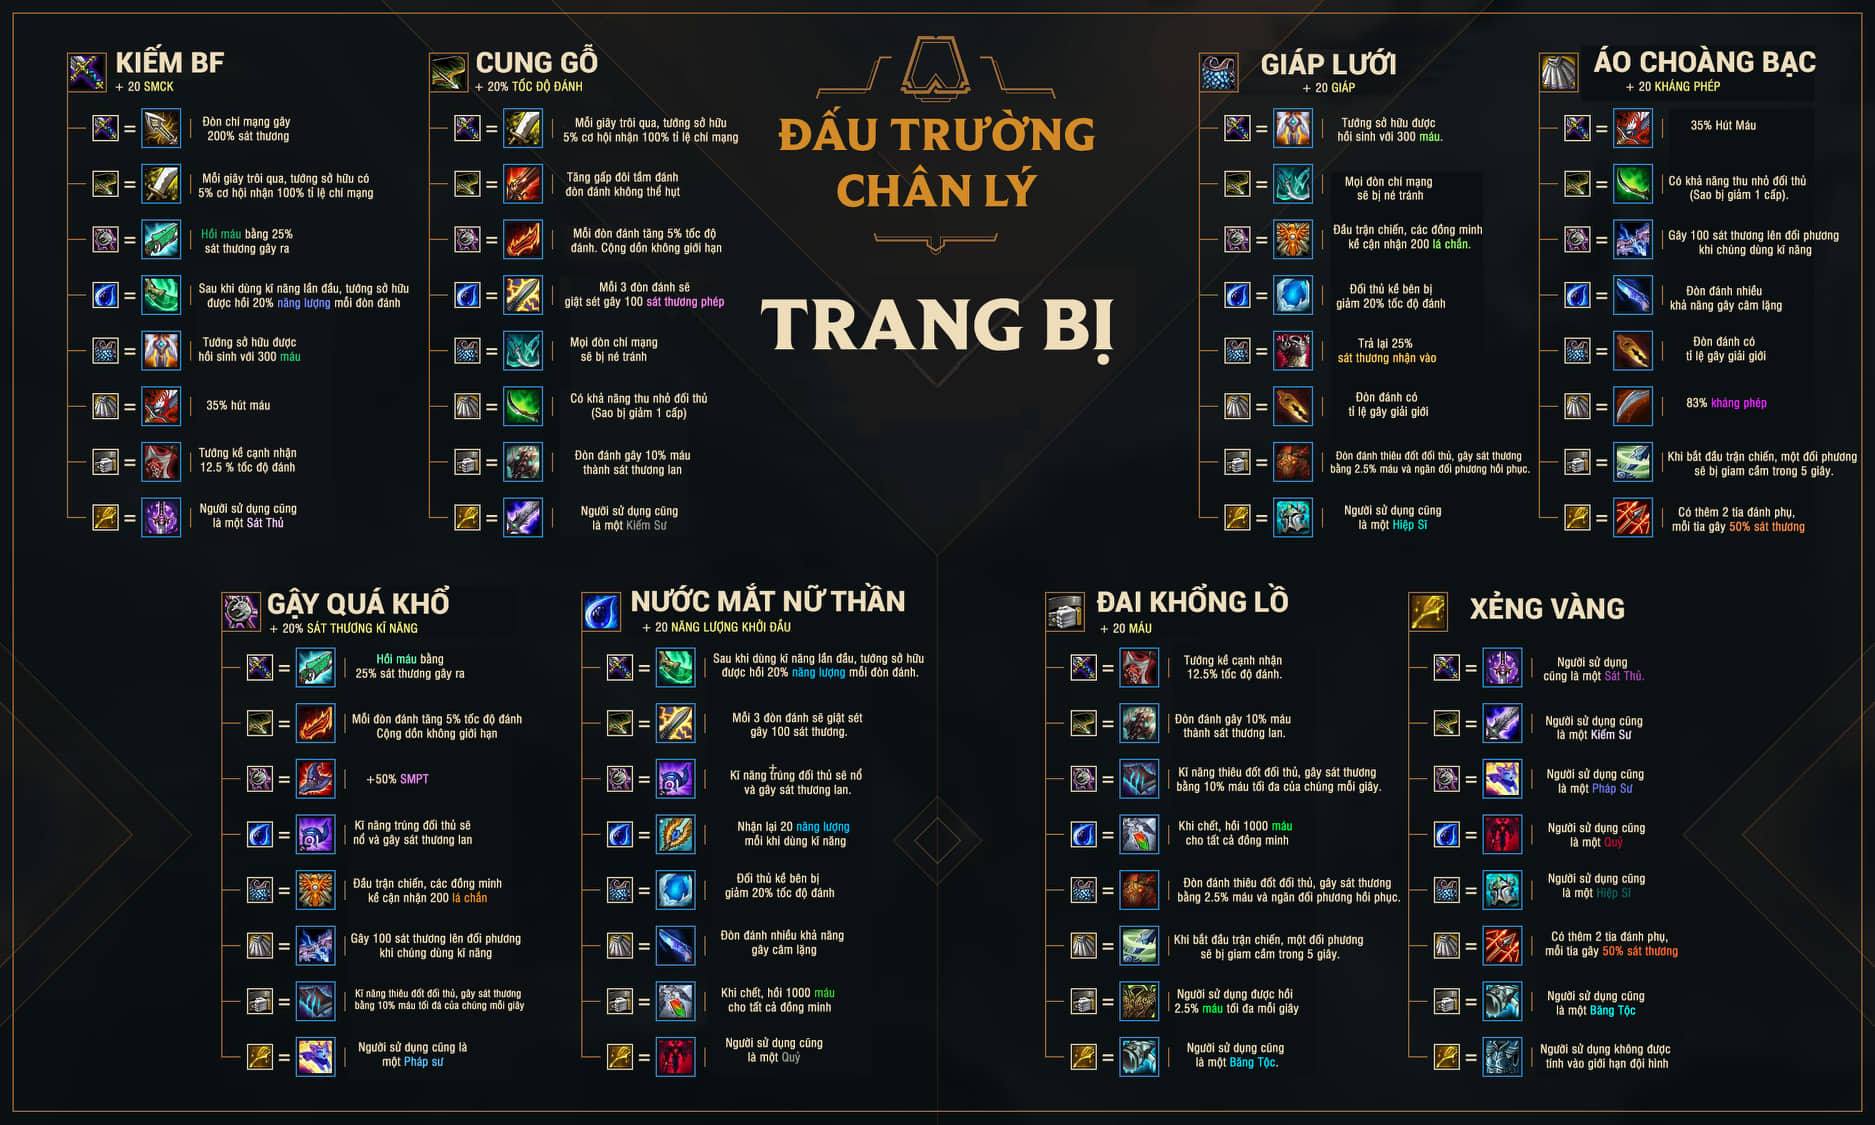 ĐẤU TRƯỜNG
CHÂN LÝ
TRANG BỊ
KIẾM BF
+ 20 SMCK
Đòn chí mạng gây
200% sát thương
Mỗi giây trôi qua, tướng sở hữu có
5% cơ hội nhận 100% tỉ lệ chí mạng
Hồi máu bằng 25%
sát thương gây ra
Sau khi dùng kĩ năng lần đầu, tướng sở hữu
được hồi 20% năng lượng mỗi đòn đánh
Tướng sở hữu được
hồi sinh với 300 máu
35% hút máu
Tướng kề cạnh nhận
12.5 % tốc độ đánh
Người sử dụng cũng
là một Sát Thủ
CUNG GỖ
+ 20% TỐC ĐỘ ĐÁNH
Mỗi giây trôi qua, tướng sở hữu
5% cơ hội nhận 100% tỉ lệ chí mạng
Tăng gấp đôi tầm đánh
đòn đánh không thể hụt
Mỗi đòn đánh tăng 5% tốc độ
đánh. Cộng dồn không giới hạn
Mỗi 3 đòn đánh sẽ
giật sét gây 100 sát thương phép
Mọi đòn chí mạng
sẽ bị né tránh
Có khả năng thu nhỏ đối thủ
(Sao bị giảm 1 cấp)
Đòn đánh gây 10% máu
thành sát thương lan
Người sử dụng cũng
là một Kiếm Sư
GIÁP LƯỚI
+ 20 GIÁP
Tướng sở hữu được
hồi sinh với 300 máu.
Mọi đòn chí mạng
sẽ bị né tránh
Đầu trận chiến, các đồng minh
kề cận nhận 200 lá chắn.
Đối thủ kề bên bị
giảm 20% tốc độ đánh
Trả lại 25%
sát thương nhận vào
Đòn đánh có
tỉ lệ gây giải giới
Đòn đánh thiêu đốt đối thủ, gây sát thương
bằng 2.5% máu và ngăn đối phương hồi phục.
Người sử dụng cũng
là một Hiệp Sĩ
ÁO CHOÀNG BẠC
+ 20 KHÁNG PHÉP
35% Hút Máu
Có khả năng thu nhỏ đối thủ
(Sao bị giảm 1 cấp).
Gây 100 sát thương lên đối phương
khi chúng dùng kĩ năng
Đòn đánh nhiều
khả năng gây câm lặng
Đòn đánh có
tỉ lệ gây giải giới
83% kháng phép
Khi bắt đầu trận chiến, một đối phương
sẽ bị giam cầm trong 5 giây.
Có thêm 2 tia đánh phụ,
mỗi tia gây 50% sát thương
GẬY QUÁ KHỔ
+ 20% SÁT THƯƠNG KĨ NĂNG
Hồi máu bằng
25% sát thương gây ra
Mỗi đòn đánh tăng 5% tốc độ đánh
Cộng dồn không giới hạn
+50% SMPT
Kĩ năng trúng đối thủ sẽ
nổ và gây sát thương lan
Đầu trận chiến, các đồng minh
kề cận nhận 200 lá chắn
Gây 100 sát thương lên đối phương
khi chúng dùng kĩ năng
Kĩ năng thiêu đốt đối thủ, gây sát thương
bằng 10% máu tối đá của chúng mỗi giây
Người sử dụng cũng là
một Pháp sư
NƯỚC MẮT NỮ THẦN
+ 20 NĂNG LƯỢNG KHỞI ĐẦU
Sau khi dùng kĩ năng lần đầu, tướng sở hữu
được hồi 20% năng lượng mỗi đòn đánh.
Mỗi 3 đòn đánh sẽ giật sét
gây 100 sát thương.
Kĩ năng trúng đối thủ sẽ nổ
và gây sát thương lan.
Nhận lại 20 năng lượng
mỗi khi dùng kĩ năng
Đối thủ kề bên bị
giảm 20% tốc độ đánh
Đòn đánh nhiều khả năng
gây câm lặng
Khi chết, hồi 1000 máu
cho tất cả đồng minh
Người sử dụng cũng
là một Quỷ
ĐAI KHỔNG LỒ
+ 20 MÁU
Tướng kề cạnh nhận
12.5% tốc độ đánh.
Đòn đánh gây 10% máu
thành sát thương lan.
Kĩ năng thiêu đốt đối thủ, gây sát thương
bằng 10% máu tối đa của chúng mỗi giây.
Khi chết, hồi 1000 máu
cho tất cả đồng minh
Đòn đánh thiêu đốt đối thủ, gây sát thương
bằng 2.5% máu và ngăn đối phương hồi phục.
Khi bắt đầu trận chiến, một đối phương
sẽ bị giam cầm trong 5 giây.
Người sử dụng được hồi
2.5% máu tối đa mỗi giây
Người sử dụng cũng
là một Băng Tộc.
XẺNG VÀNG
Người sử dụng
cũng là một Sát Thủ.
Người sử dụng cũng
là một Kiếm Sư
Người sử dụng cũng
là một Pháp Sư
Người sử dụng cũng
là một Quỷ
Người sử dụng cũng
là một Hiệp Sĩ
Có thêm 2 tia đánh phụ,
mỗi tia gây 50% sát thương
Người sử dụng cũng
là một Băng Tộc
Người sử dụng không được
tính vào giới hạn đội hình